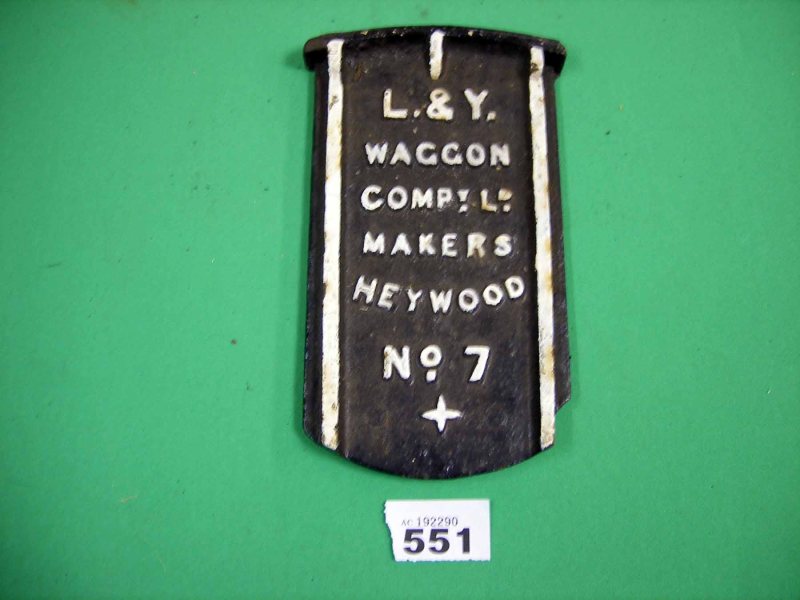 L. & Y.
WAGGON
COMPY. LD.
MAKERS
HEYWOOD
No. 7
AC 192290
551